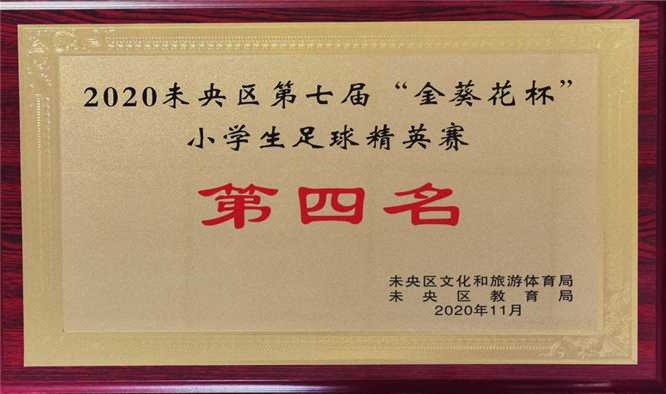 2020未央区第七届“金葵花杯”
小学生足球精英赛
第四名
未央区文化和旅游体育局
未央区教育局
2020年11月